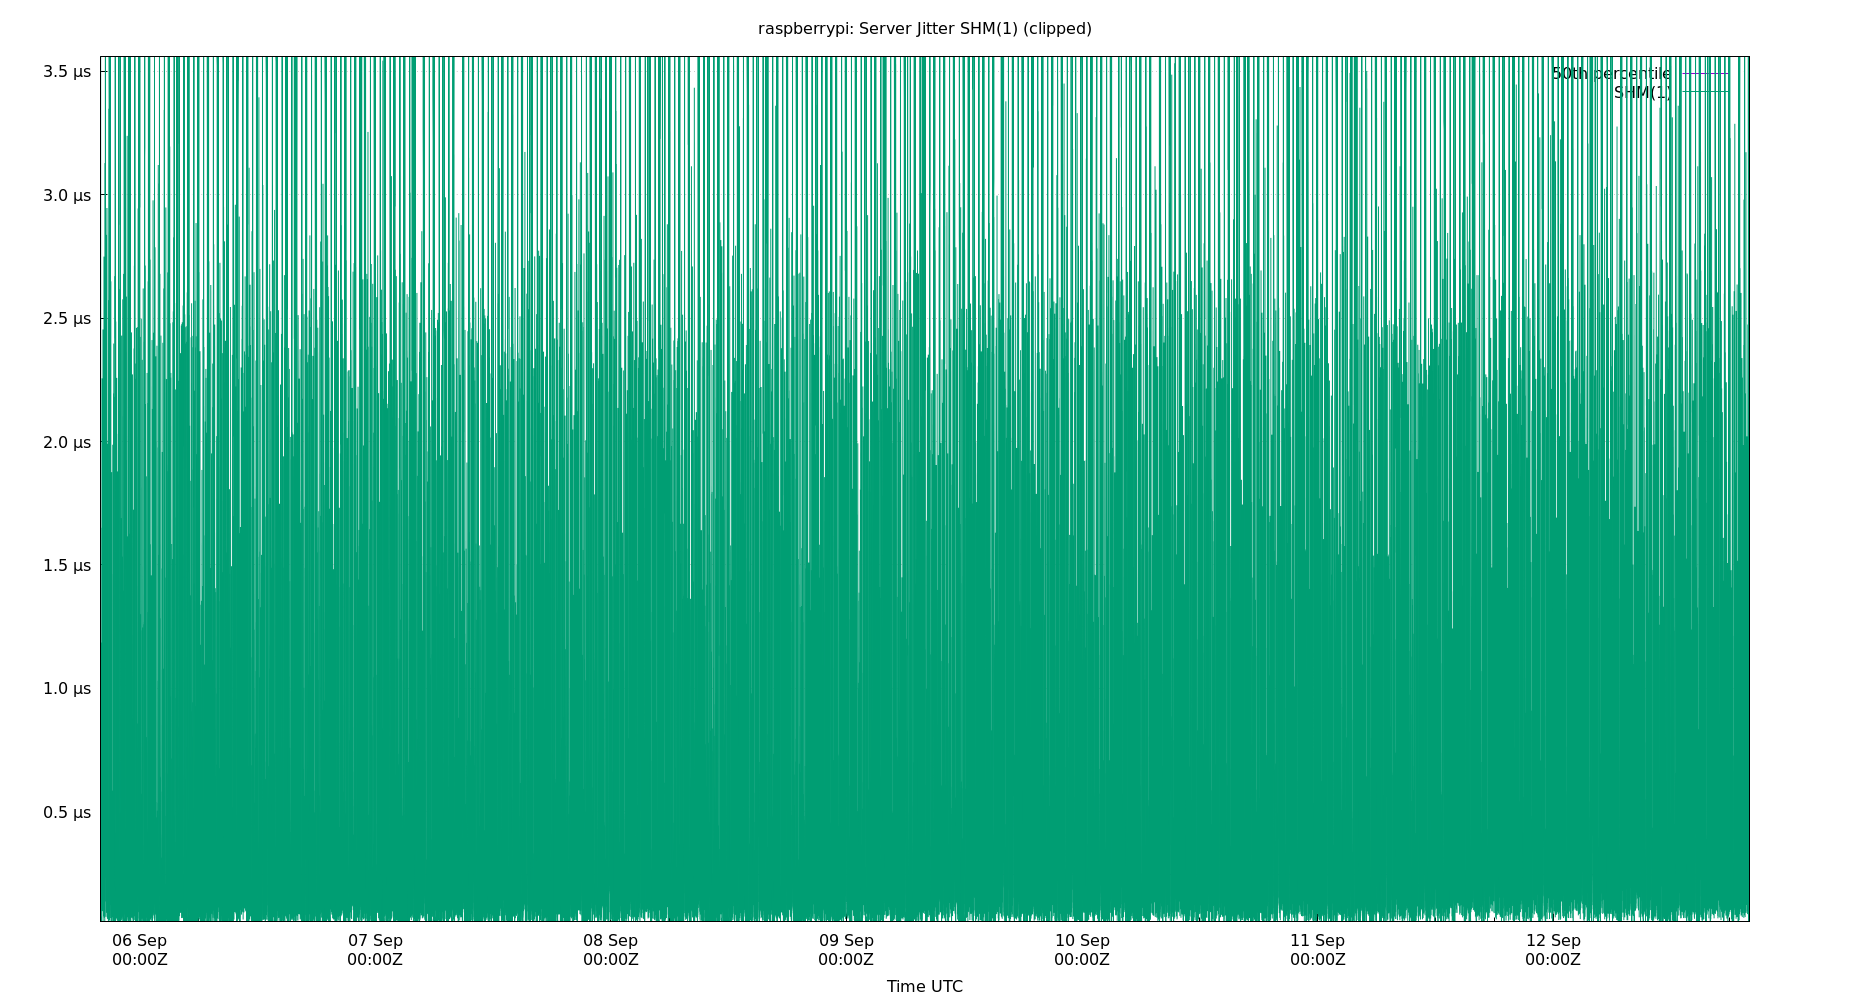 raspberrypi: Server Jitter SHM(1) (clipped)
3.5 µs
50th percentile
SHM(1)
3.0 µs
2.5 µs
2.0 µs
1.5 µs
1.0 µs
0.5 µs
06 Sep 07 Sep 08 Sep 09 Sep 10 Sep 11 Sep 12 Sep
00:00Z 00:00Z 00:00Z 00:00Z 00:00Z 00:00Z 00:00Z
Time UTC